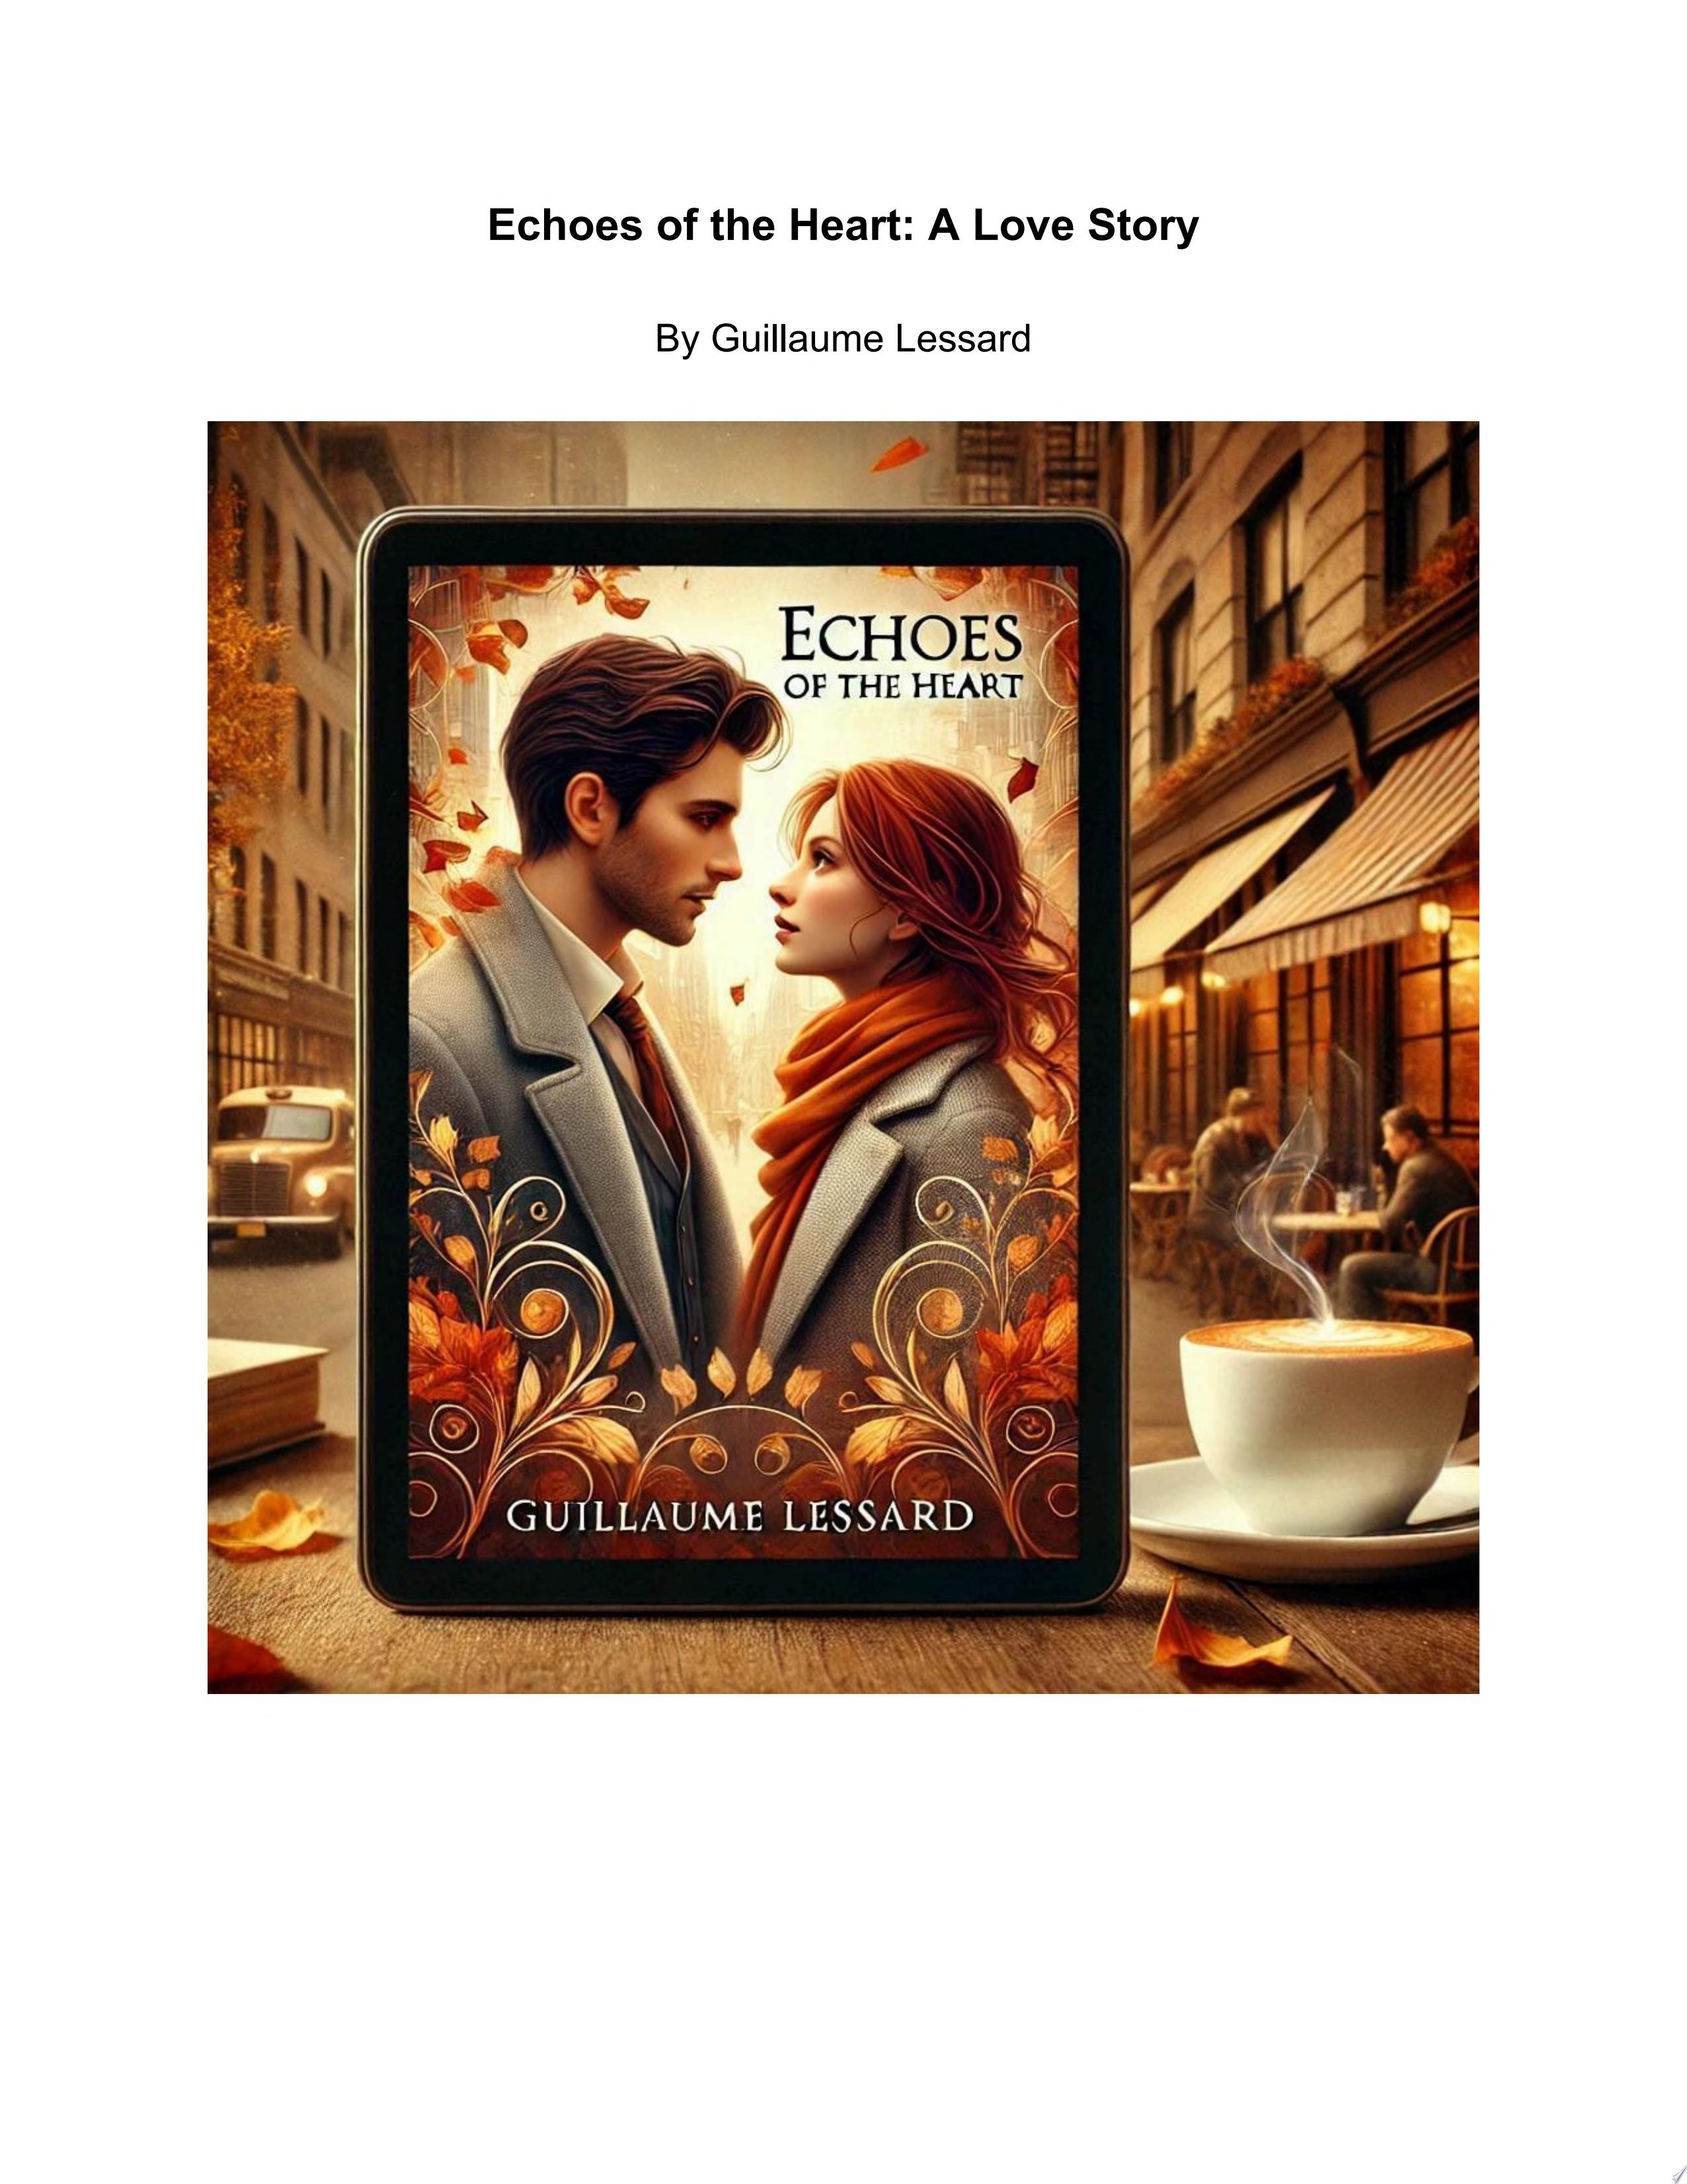 Echoes of the Heart: A Love Story
By Guillaume Lessard
ECHOES
OF THE HEART
GUILLAUME LESSARD